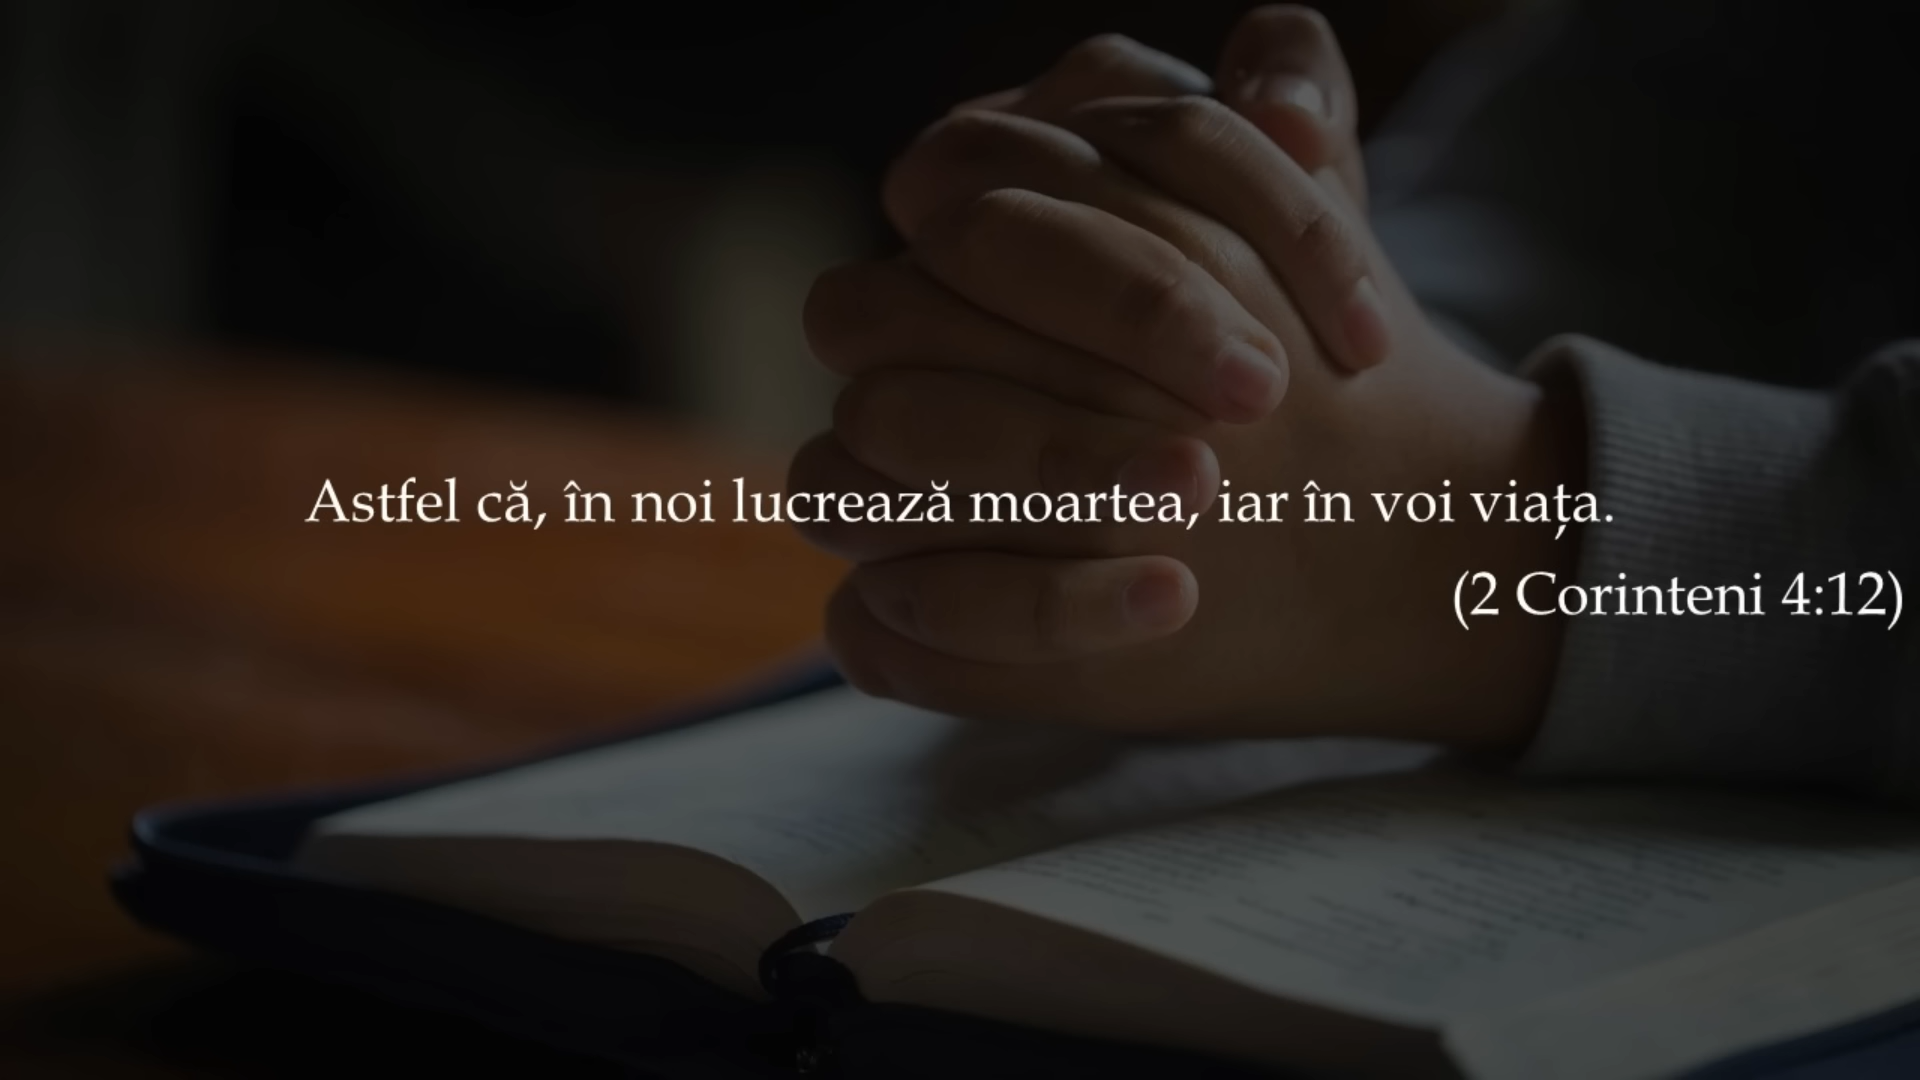 Astfel că, în noi lucrează moartea, iar în voi viața.
(2 Corinteni 4:12)